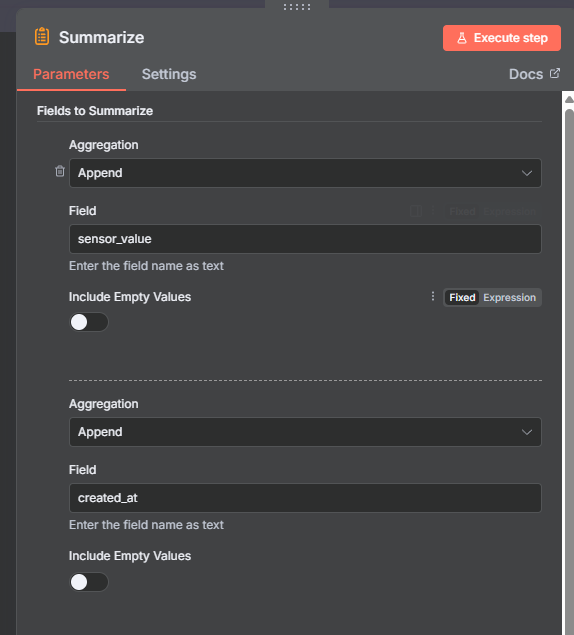 Summarize
Execute step
Parameters
Settings
Docs
Fields to Summarize
Aggregation
Append
Field
Fixed Expression
sensor_value
Enter the field name as text
Include Empty Values
Fixed Expression
Aggregation
Append
Field
created_at
Enter the field name as text
Include Empty Values